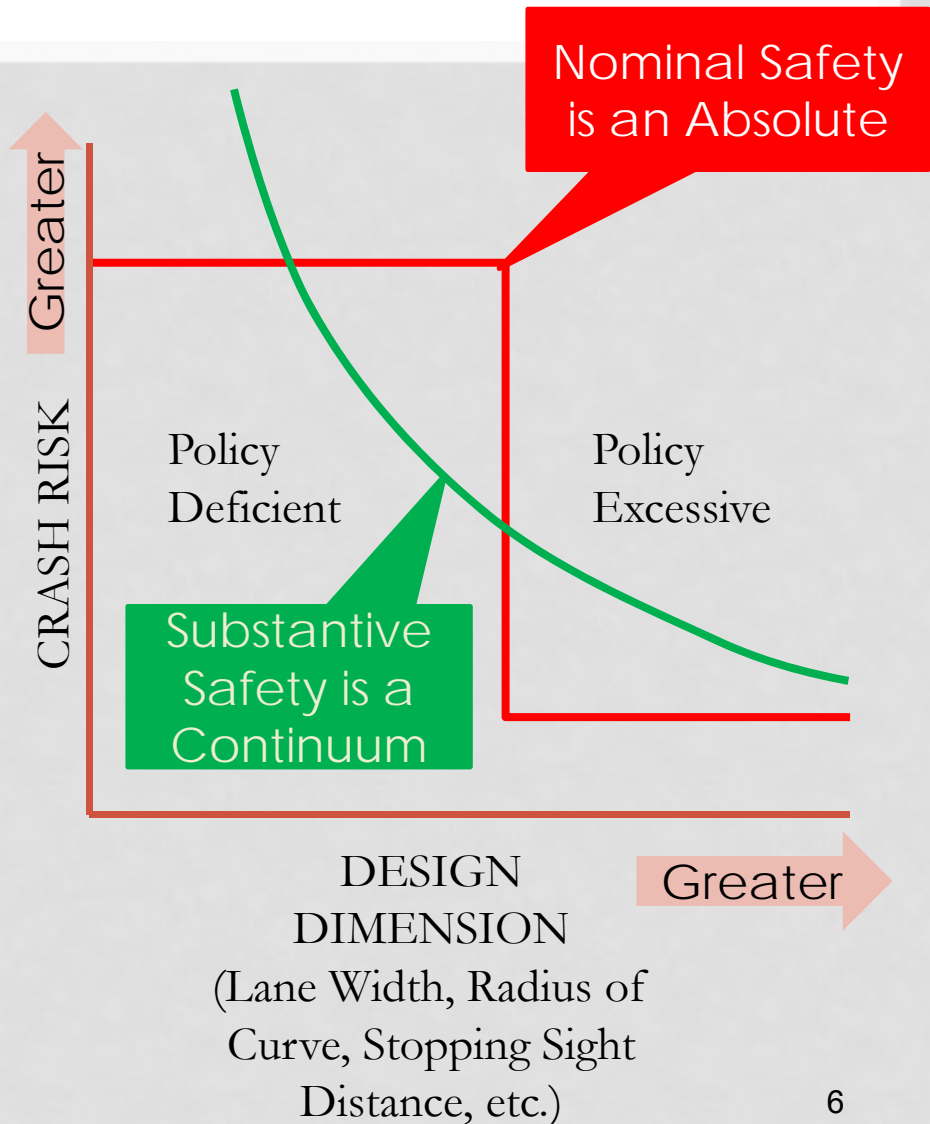 Nominal Safety
is an Absolute
Greater
CRASH RISK
Policy
Deficient
Policy
Excessive
Substantive
Safety is a
Continuum
DESIGN
DIMENSION
(Lane Width, Radius of
Curve, Stopping Sight
Distance, etc.)
Greater
6